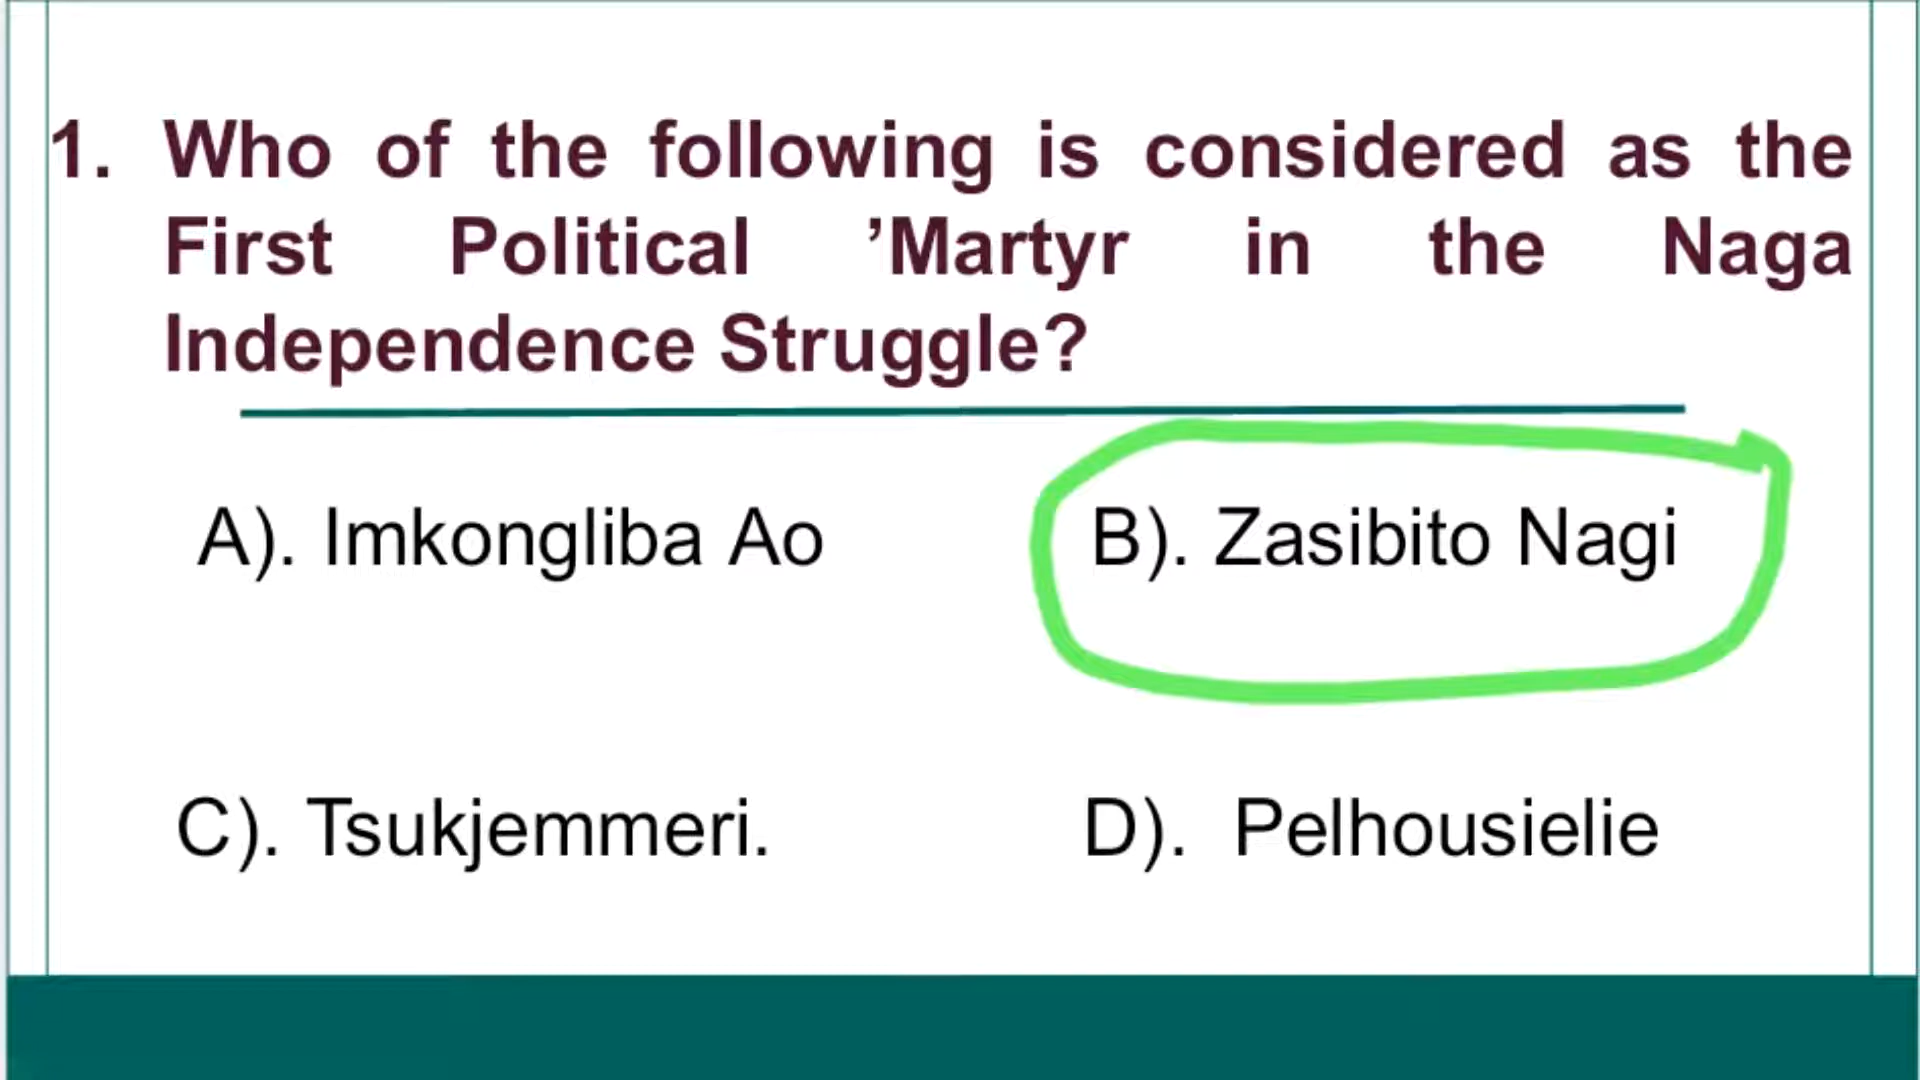 1. Who of the following is considered as the
First Political ’Martyr in the Naga
Independence Struggle?
A). Imkongliba Ao
B). Zasibito Nagi
C). Tsukjemmeri.
D). Pelhousielie